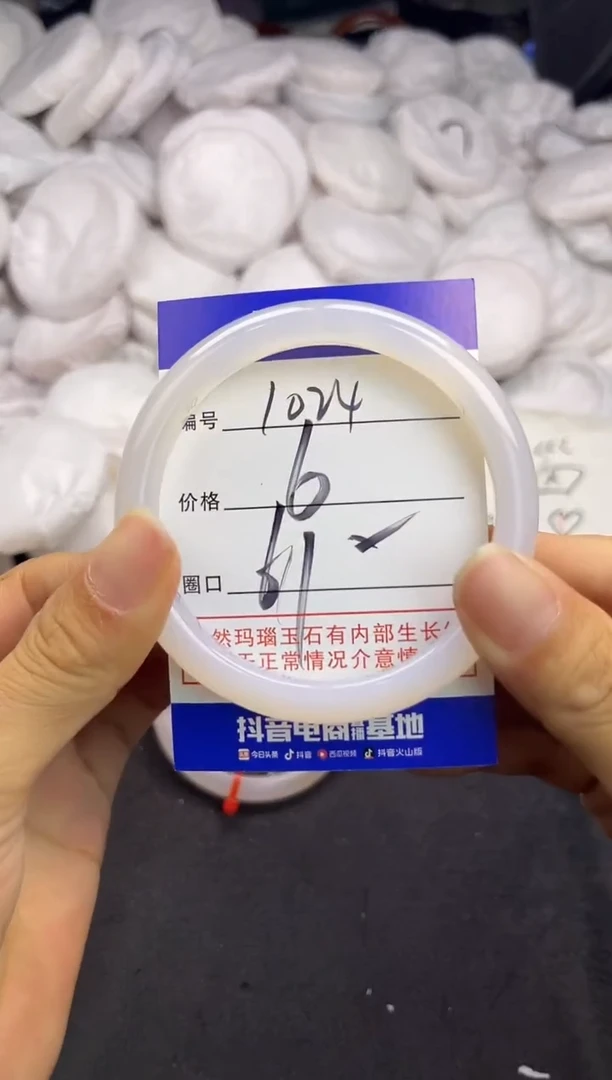 编号 1024
价格 6
圈口 61 ✓
然玛瑙玉石有内部生长
正常情况介意慎
抖音电商直播基地
今日头条 抖音 西瓜视频 抖音火山版